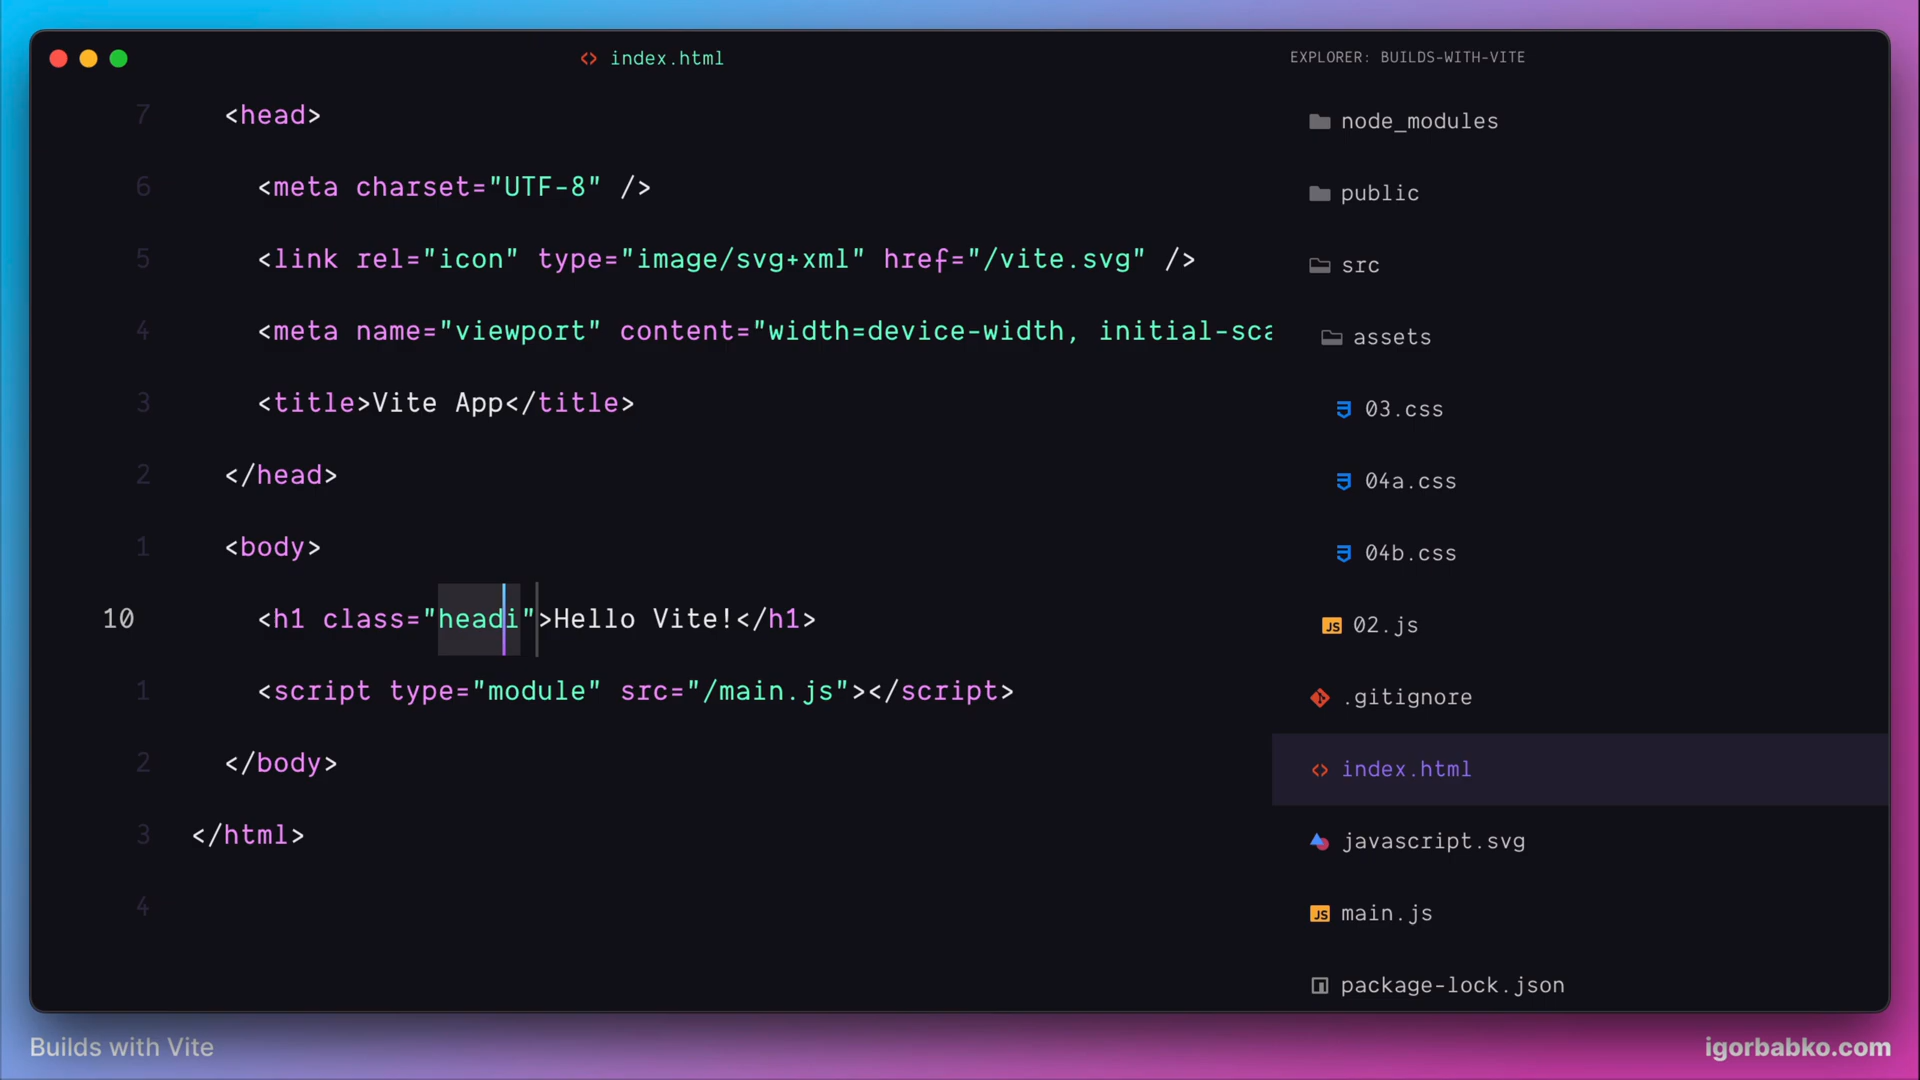 index.html
7 <head>
6 <meta charset="UTF-8" />
5 <link rel="icon" type="image/svg+xml" href="/vite.svg" />
4 <meta name="viewport" content="width=device-width, initial-sca
3 <title>Vite App</title>
2 </head>
1 <body>
10 <h1 class="headi">Hello Vite!</h1>
1 <script type="module" src="/main.js"></script>
2 </body>
3 </html>
4
EXPLORER: BUILDS-WITH-VITE
node_modules
public
src
assets
03.css
04a.css
04b.css
JS 02.js
.gitignore
index.html
javascript.svg
JS main.js
package-lock.json
Builds with Vite
igorbabko.com